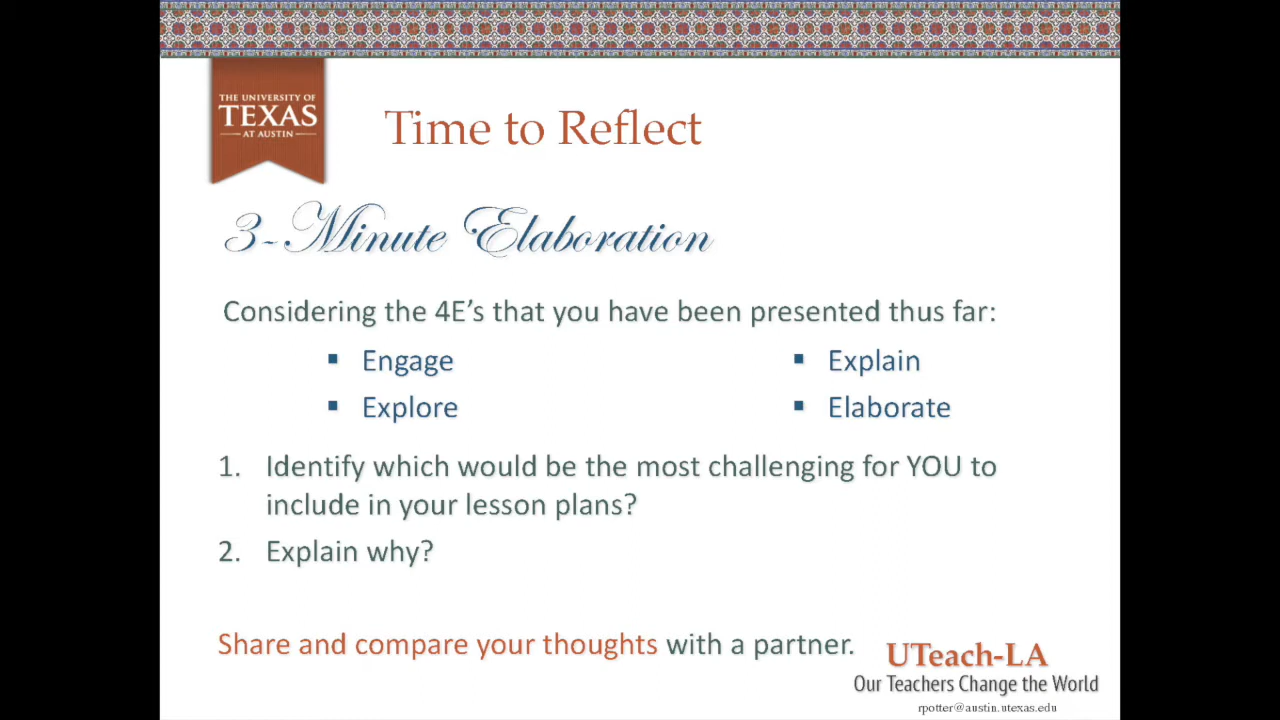 THE UNIVERSITY OF
TEXAS
AT AUSTIN
Time to Reflect
3-Minute Elaboration
Considering the 4E's that you have been presented thus far:
▪ Engage
▪ Explore
▪ Explain
▪ Elaborate
1. Identify which would be the most challenging for YOU to
include in your lesson plans?
2. Explain why?
Share and compare your thoughts with a partner.
UTeach-LA
Our Teachers Change the World
rpotter@austin.utexas.edu